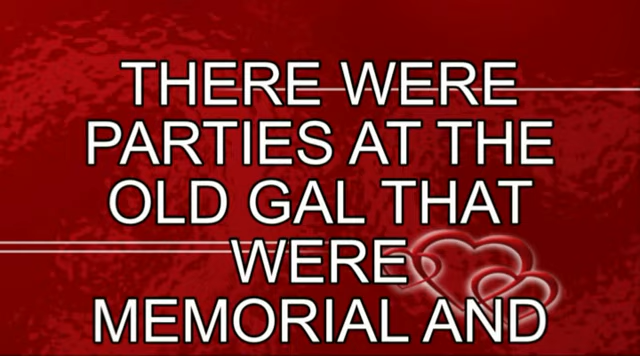 THERE WERE
PARTIES AT THE
OLD GAL THAT
WERE
MEMORIAL AND